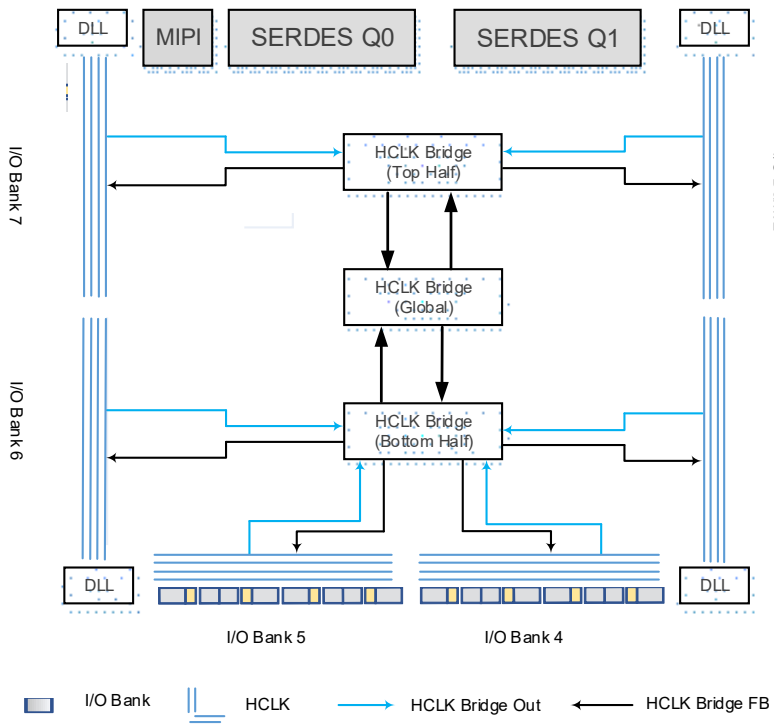 DLL
MIPI
SERDES Q0
SERDES Q1
DLL
I/O Bank 7
HCLK Bridge
(Top Half)
HCLK Bridge
(Global)
I/O Bank 6
HCLK Bridge
(Bottom Half)
DLL
DLL
I/O Bank 5
I/O Bank 4
I/O Bank
HCLK
HCLK Bridge Out
HCLK Bridge FB